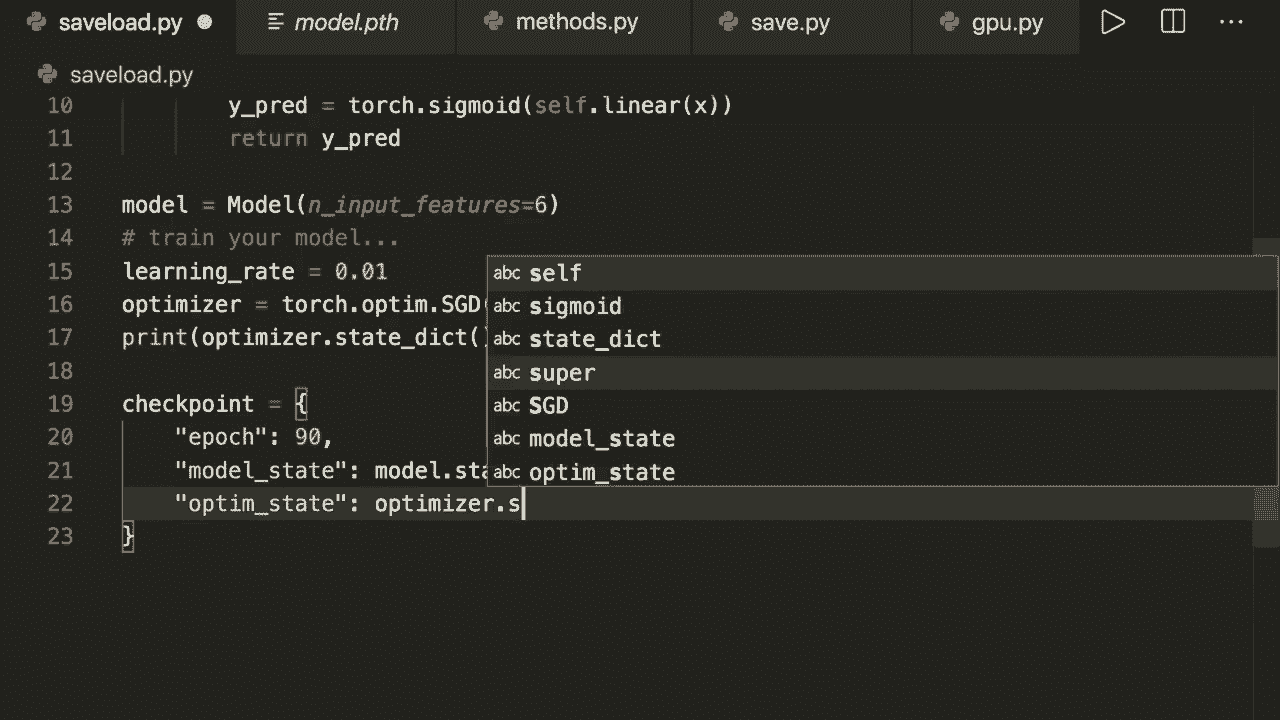 saveload.py model.pth methods.py save.py gpu.py
saveload.py
10 y_pred = torch.sigmoid(self.linear(x))
11 return y_pred
12
13 model = Model(n_input_features=6)
14 # train your model...
15 learning_rate = 0.01
16 optimizer = torch.optim.SGD(
17 print(optimizer.state_dict()
18
19 checkpoint = {
20 "epoch": 90,
21 "model_state": model.sta
22 "optim_state": optimizer.s
23 }
abc self
abc sigmoid
abc state_dict
abc super
abc SGD
abc model_state
abc optim_state